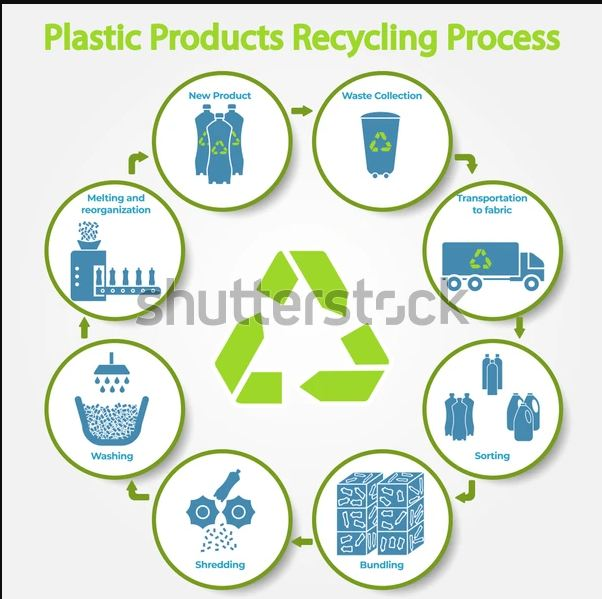 Plastic Products Recycling Process
New Product
Waste Collection
Transportation
to fabric
Sorting
Bundling
Shredding
Washing
Melting and
reorganization
shutterstock